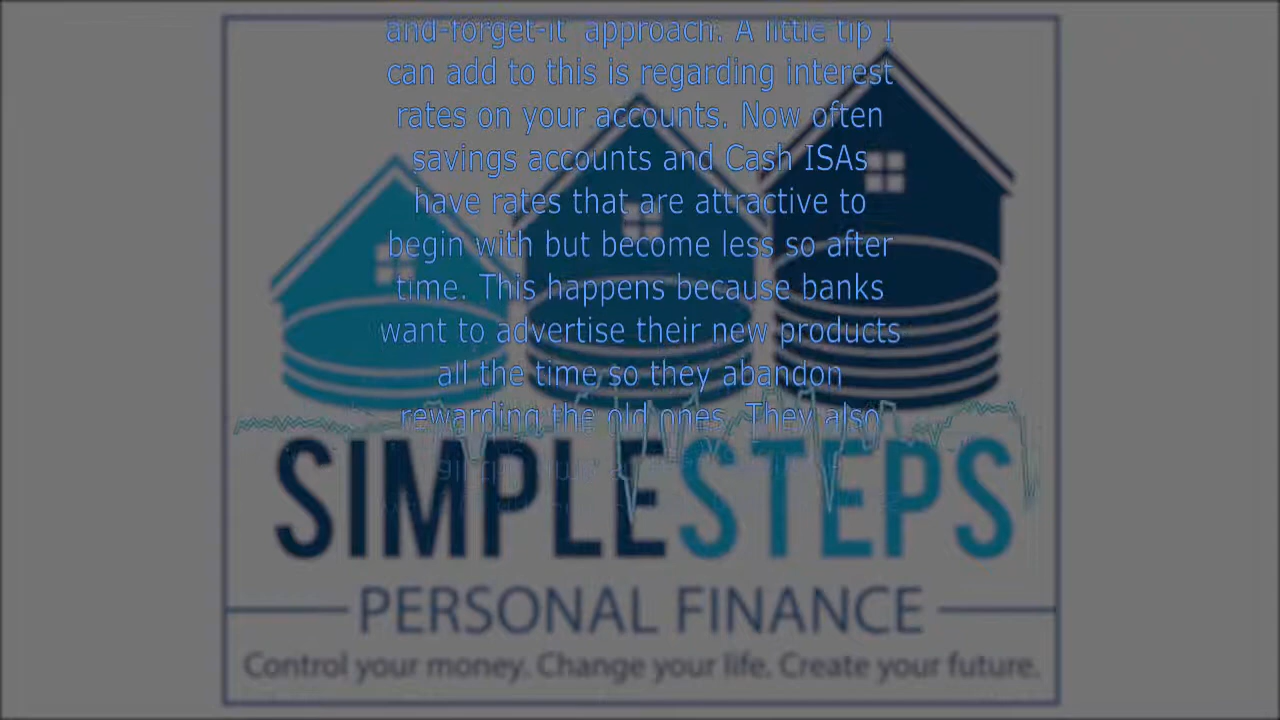 and-forget-it' approach. A little tip I
can add to this is regarding interest
rates on your accounts. Now often
savings accounts and Cash ISAs
have rates that are attractive to
begin with but become less so after
time. This happens because banks
want to advertise their new products
all the time so they abandon
rewarding the old ones. They also
SIMPLESTEPS
PERSONAL FINANCE
Control your money. Change your life. Create your future.